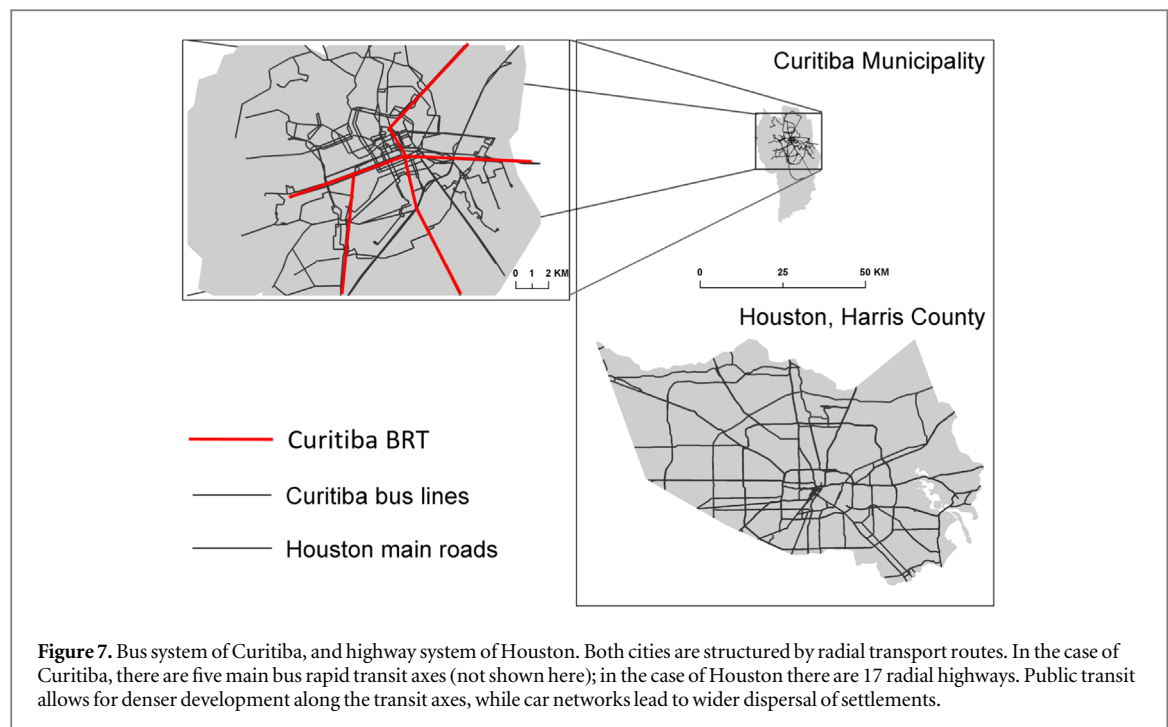 Curitiba Municipality
0 1 2 KM
0 25 50 KM
Houston, Harris County
Curitiba BRT
Curitiba bus lines
Houston main roads
Figure 7. Bus system of Curitiba, and highway system of Houston. Both cities are structured by radial transport routes. In the case of
Curitiba, there are five main bus rapid transit axes (not shown here); in the case of Houston there are 17 radial highways. Public transit
allows for denser development along the transit axes, while car networks lead to wider dispersal of settlements.